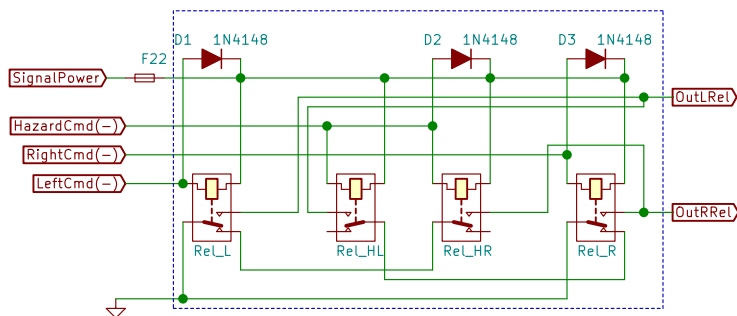 D1 1N4148
D2 1N4148
D3 1N4148
F22
SignalPower
OutLRel
HazardCmd(-)
RightCmd(-)
LeftCmd(-)
OutRRel
Rel_L
Rel_HL
Rel_HR
Rel_R